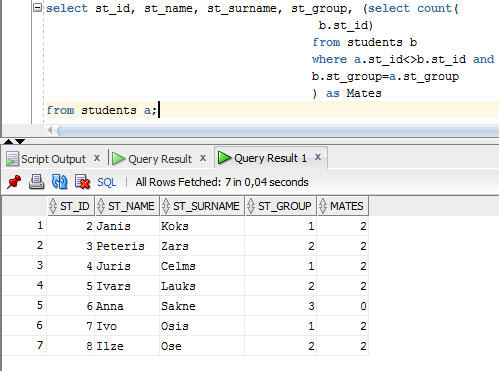 select st_id, st_name, st_surname, st_group, (select count(
b.st_id)
from students b
where a.st_id<>b.st_id and
b.st_group=a.st_group
) as Mates
from students a;
Script Output x Query Result x Query Result 1 x
SQL | All Rows Fetched: 7 in 0,04 seconds
ST_ID ST_NAME ST_SURNAME ST_GROUP MATES
1 2 Janis Koks 1 2
2 3 Peteris Zars 2 2
3 4 Juris Celms 1 2
4 5 Ivars Lauks 2 2
5 6 Anna Sakne 3 0
6 7 Ivo Osis 1 2
7 8 Ilze Ose 2 2